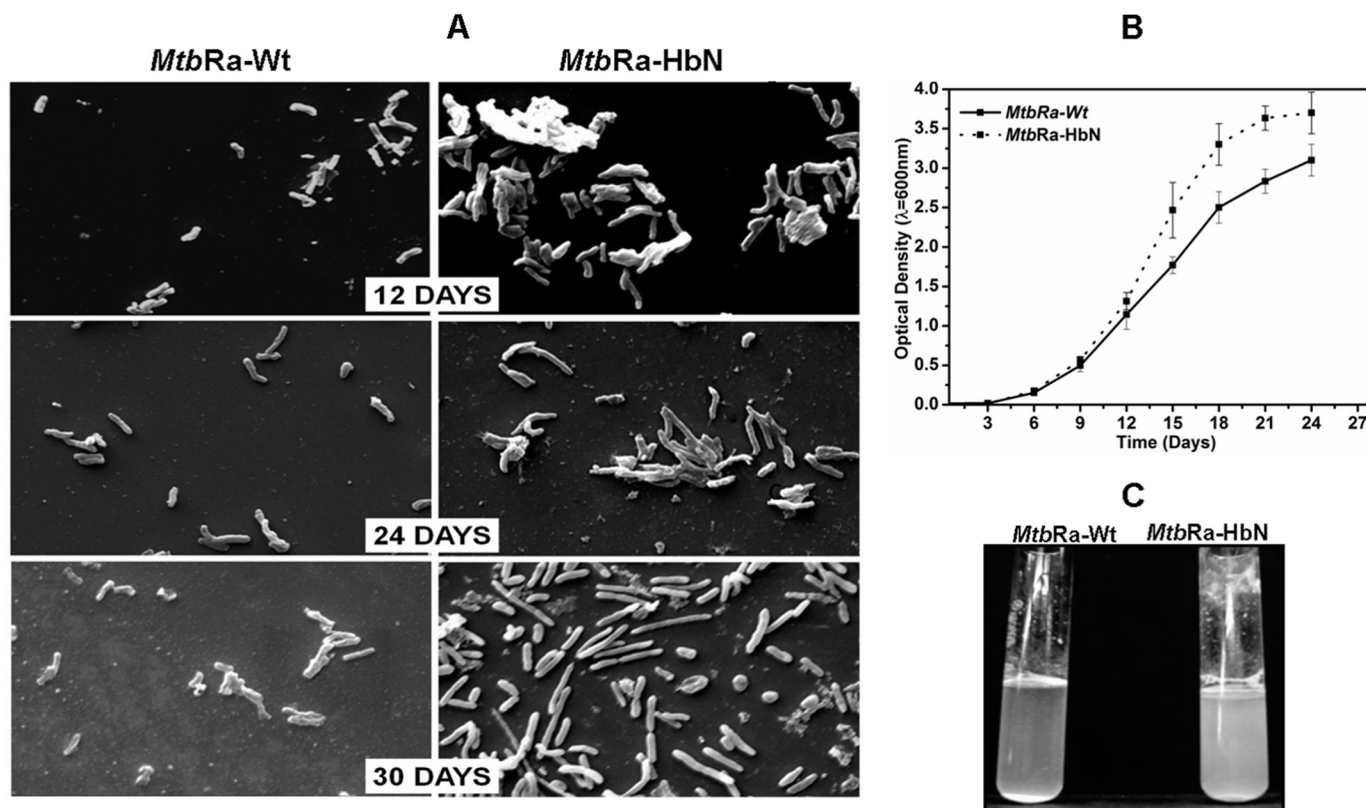 A
MtbRa-Wt
MtbRa-HbN
12 DAYS
24 DAYS
30 DAYS
B
MtbRa-Wt
MtbRa-HbN
Optical Density (λ=600nm)
4.0
3.5
3.0
2.5
2.0
1.5
1.0
0.5
0.0
3 6 9 12 15 18 21 24 27
Time (Days)
C
MtbRa-Wt
MtbRa-HbN